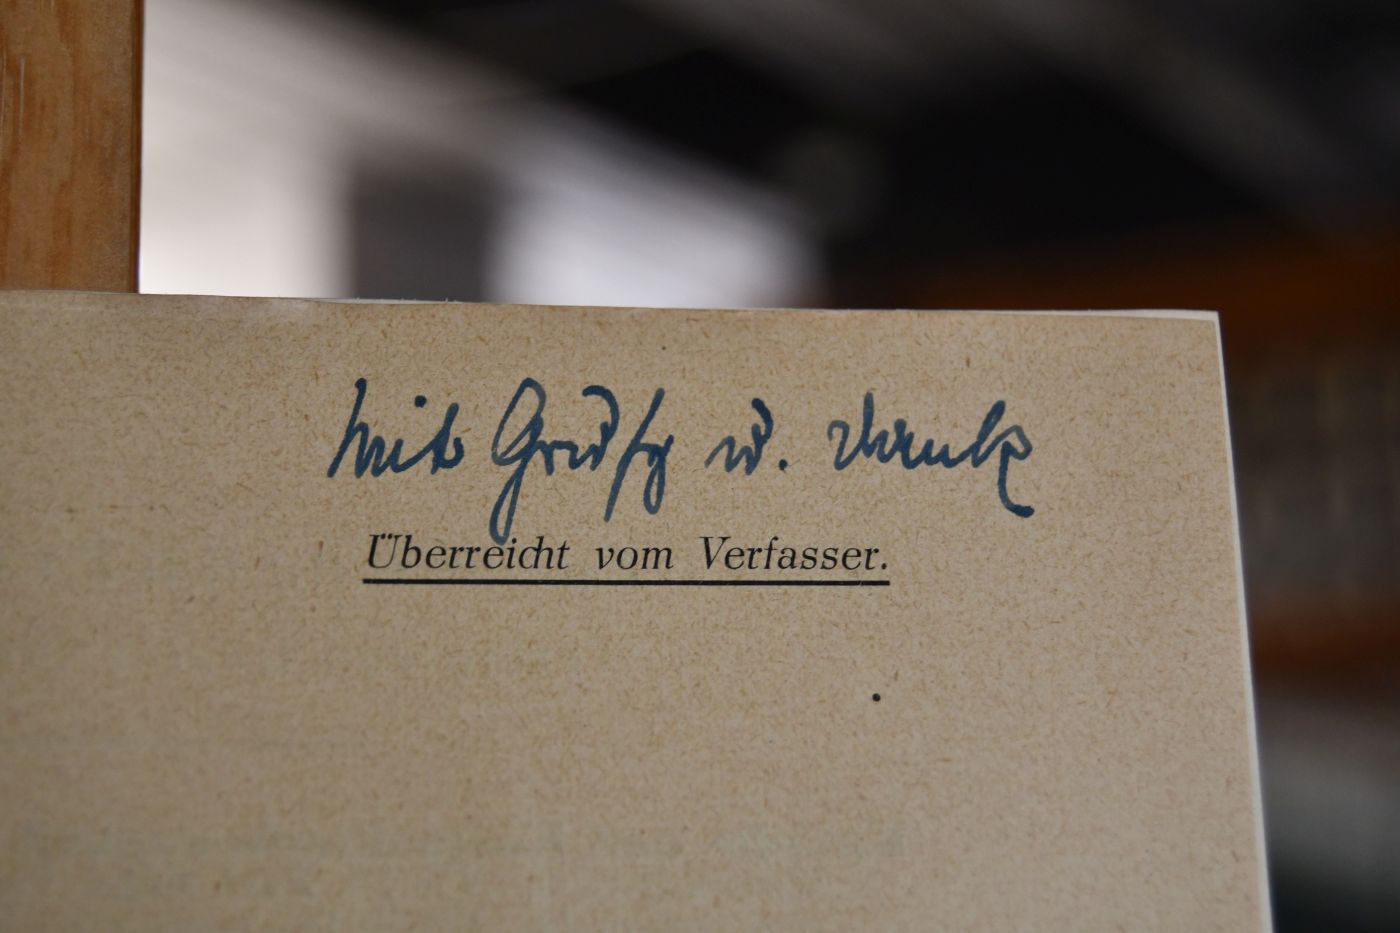 Mit Gruß u. Dank
Überreicht vom Verfasser.